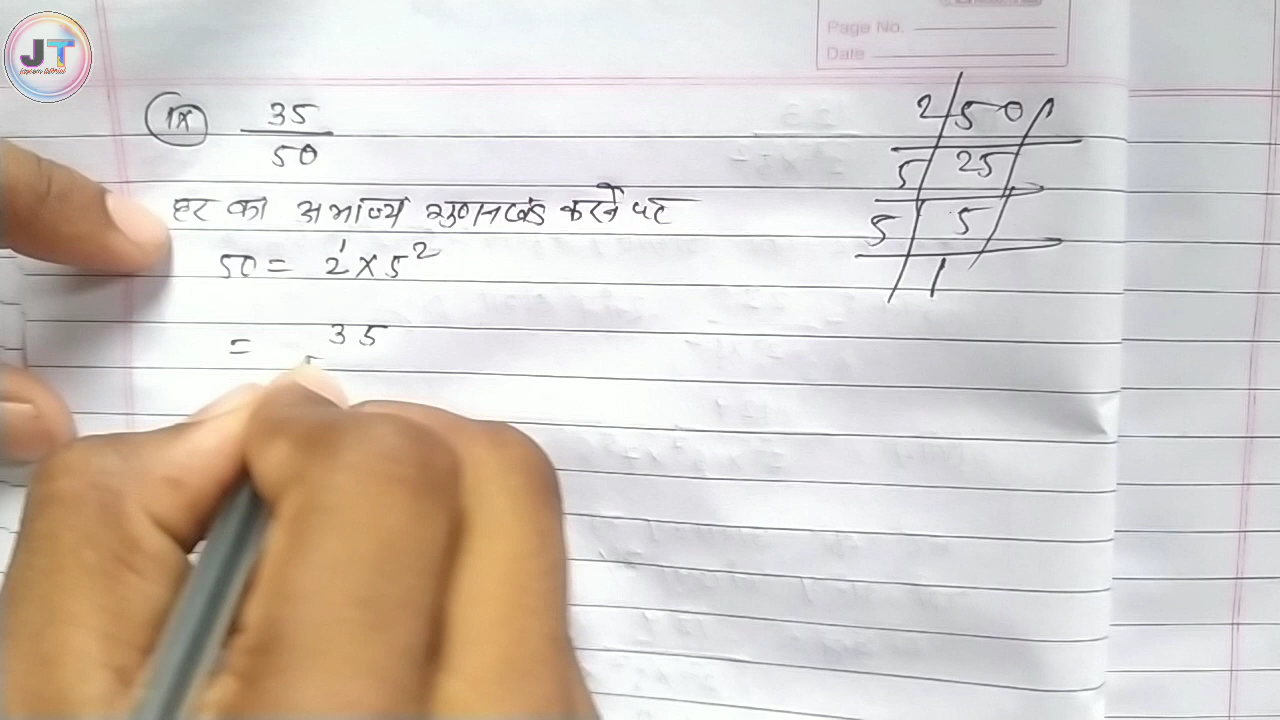 JT
Page No.
Date
ix 35/50
हर का अभाज्य गुणनखंड करने पर
50 = 2¹ × 5²
= 35
2 50
5 25
5 5
1